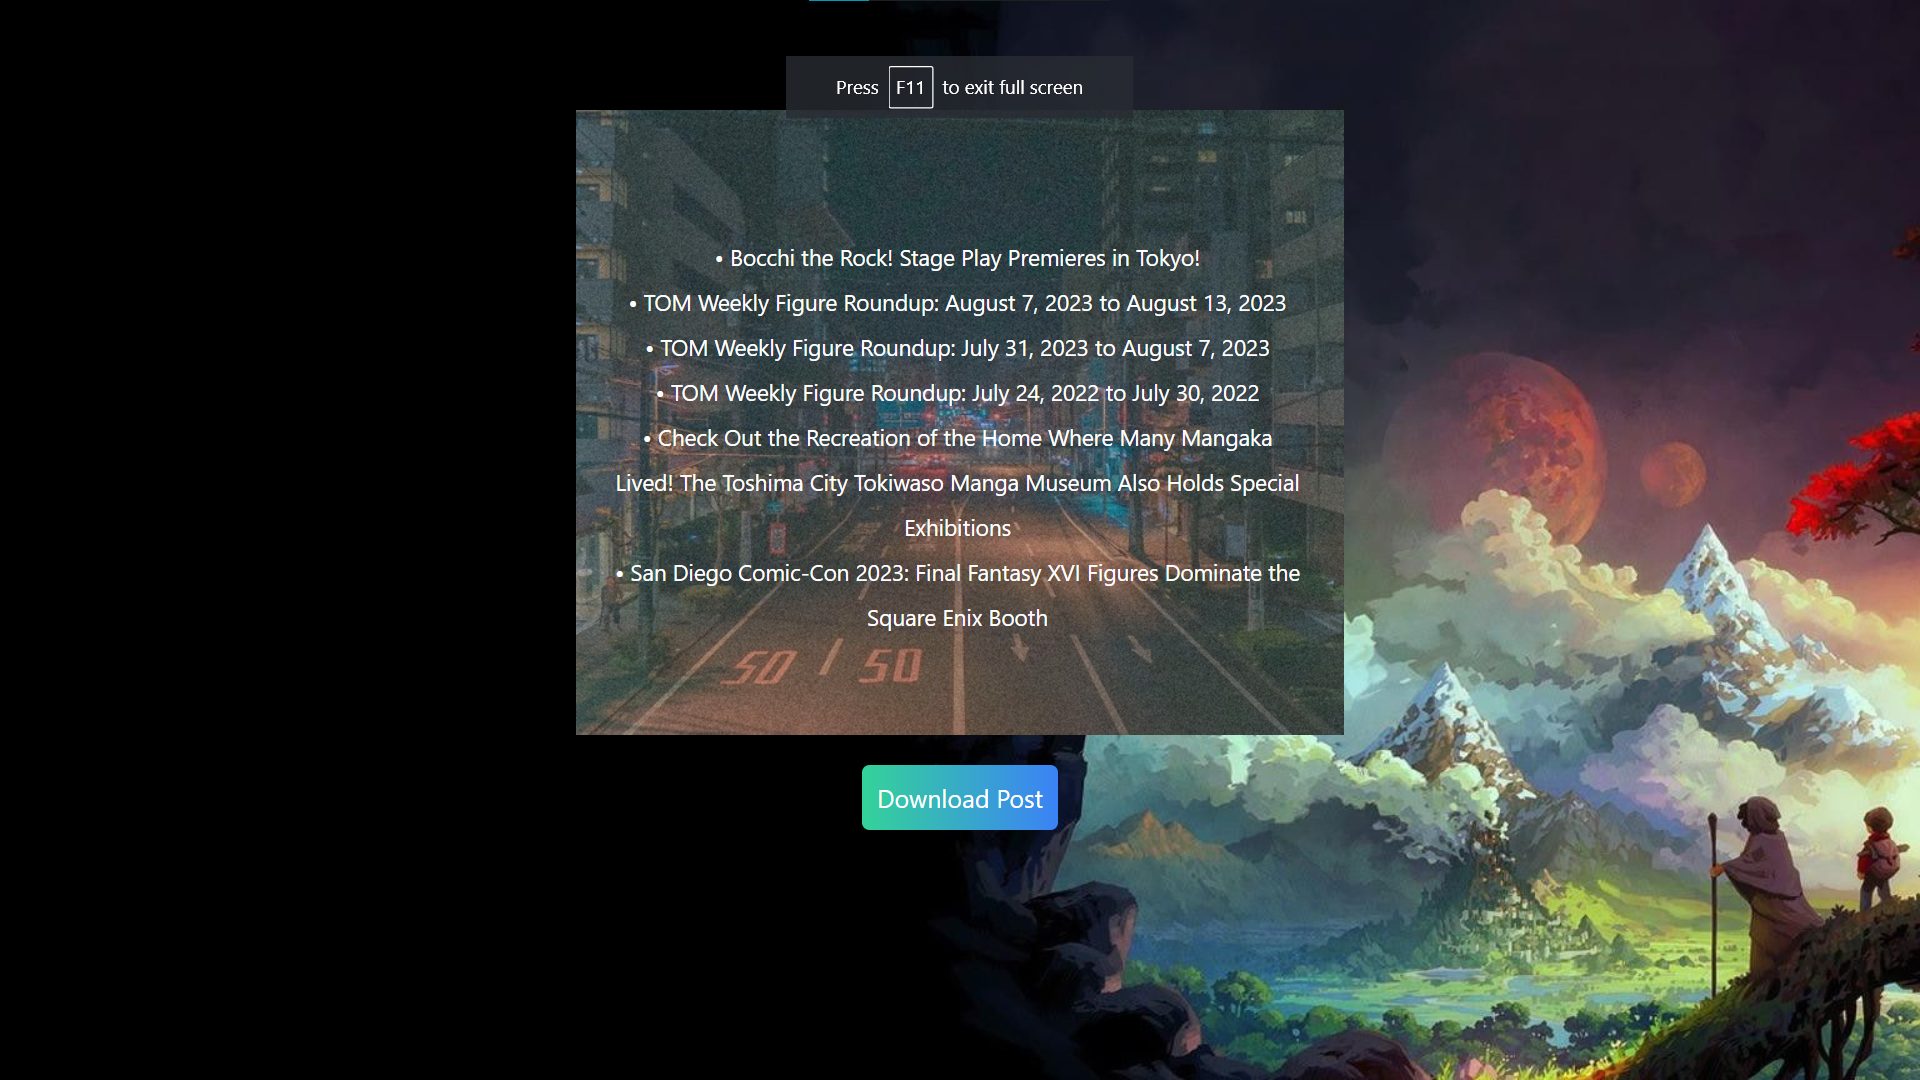 Press F11 to exit full screen
• Bocchi the Rock! Stage Play Premieres in Tokyo!
• TOM Weekly Figure Roundup: August 7, 2023 to August 13, 2023
• TOM Weekly Figure Roundup: July 31, 2023 to August 7, 2023
• TOM Weekly Figure Roundup: July 24, 2022 to July 30, 2022
• Check Out the Recreation of the Home Where Many Mangaka
Lived! The Toshima City Tokiwaso Manga Museum Also Holds Special
Exhibitions
• San Diego Comic-Con 2023: Final Fantasy XVI Figures Dominate the
Square Enix Booth
50 50
Download Post